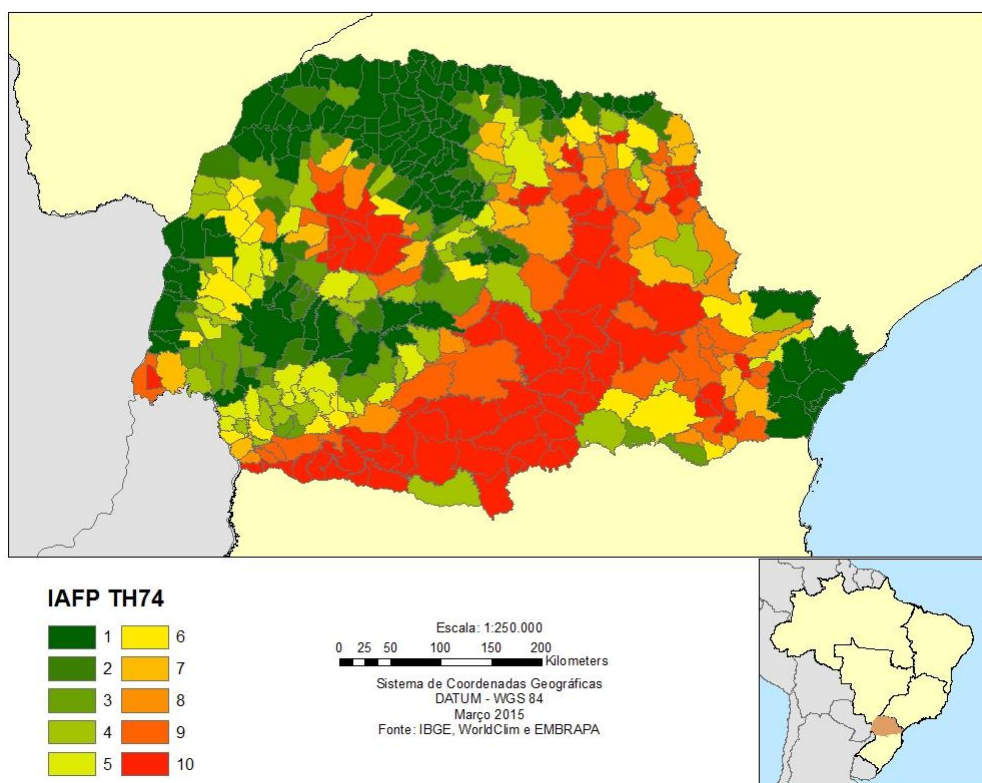 IAFP TH74
1 6
2 7
3 8
4 9
5 10
Escala: 1:250.000
0 25 50 100 150 200
Kilometers
Sistema de Coordenadas Geográficas
DATUM - WGS 84
Março 2015
Fonte: IBGE, WorldClim e EMBRAPA